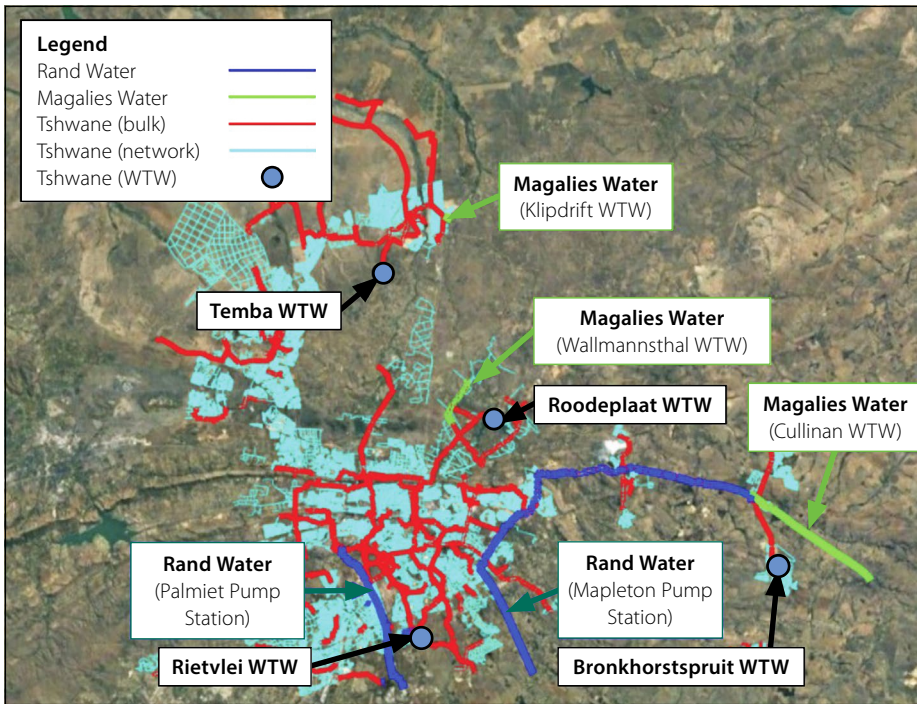 Legend
Rand Water
Magalies Water
Tshwane (bulk)
Tshwane (network)
Tshwane (WTW)
Magalies Water
(Klipdrift WTW)
Temba WTW
Magalies Water
(Wallmannsthal WTW)
Roodeplaat WTW
Magalies Water
(Cullinan WTW)
Rand Water
(Palmiet Pump
Station)
Rand Water
(Mapleton Pump
Station)
Rietvlei WTW
Bronkhorstspruit WTW